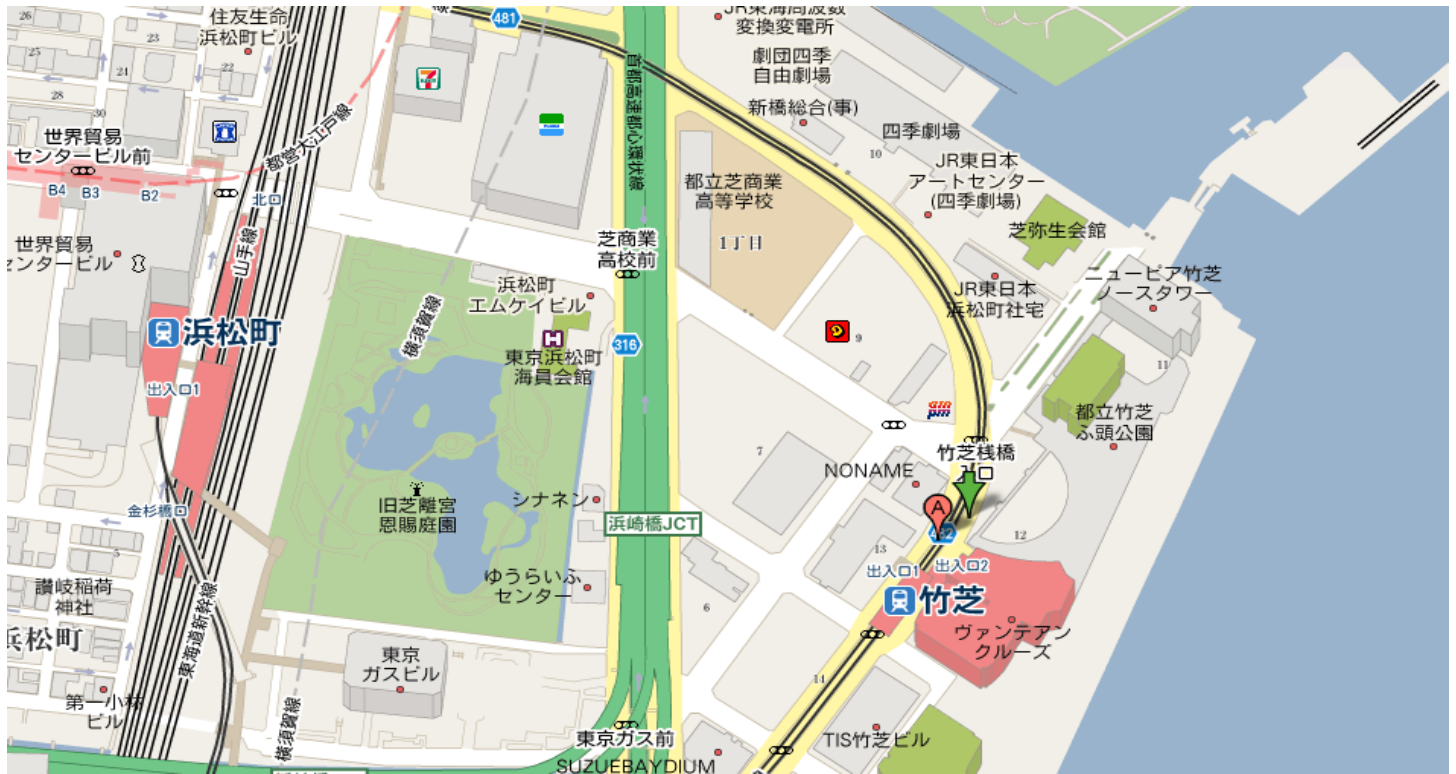 481
住友生命
浜松町ビル
26
23
25
24
22
28
30
JR東海周波数
変換変電所
劇団四季
自由劇場
新橋総合(事)
四季劇場
10
JR東日本
アートセンター
(四季劇場)
首都高速都心環状線
都営大江戸線
世界貿易
センタービル前
B4
B3
B2
北口
山手線
都立芝商業
高等学校
1丁目
芝商業
高校前
芝弥生会館
世界貿易
センタービル
浜松町
エムケイビル
JR東日本
浜松町社宅
ニューピア竹芝
ノースタワー
浜松町
横須賀線
316
東京浜松町
海員会館
9
11
出入口1
am
pm
都立竹芝
ふ頭公園
7
竹芝桟橋
NONAME
旧芝離宮
恩賜庭園
シナネン
金杉橋口
浜崎橋JCT
A
482
12
13
5
出入口1
出入口2
ゆうらいふ
センター
讃岐稲荷
神社
竹芝
6
浜松町
東海道新幹線
ヴァンテアン
クルーズ
東京
ガスビル
14
第一小林
ビル
横須賀線
東京ガス前
TIS竹芝ビル
SUZUEBAYDIUM